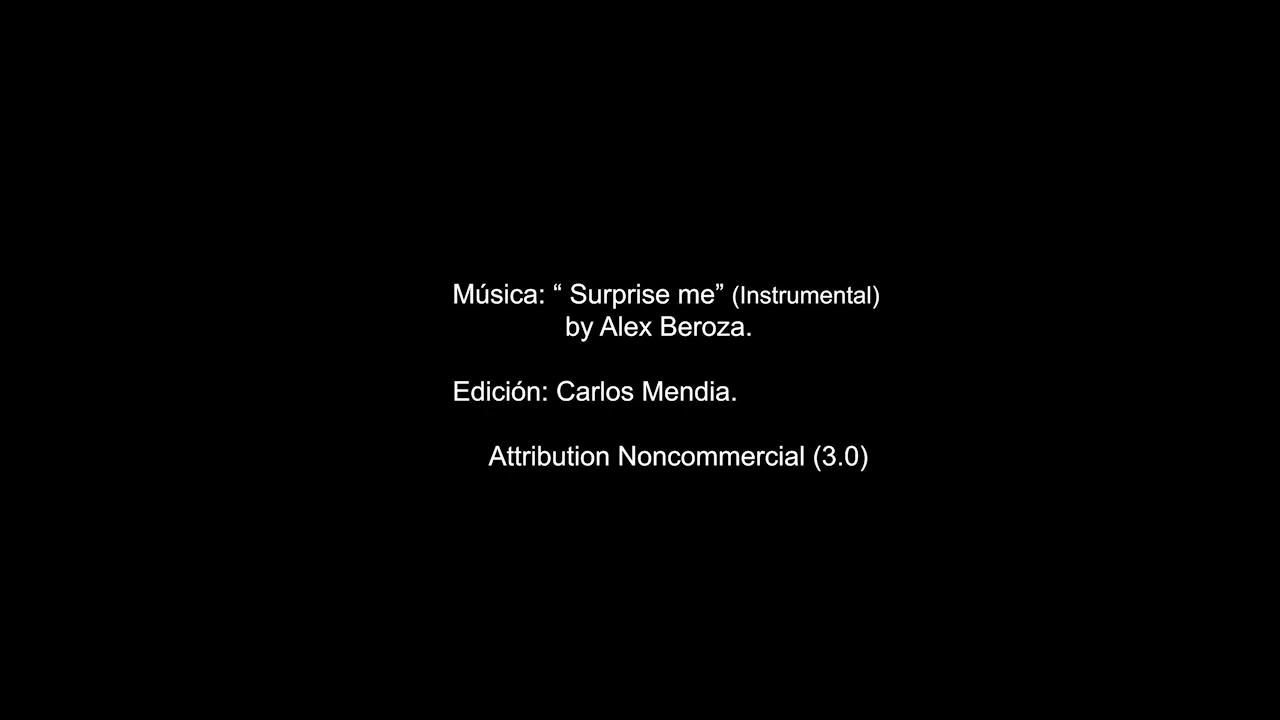 Música: “ Surprise me” (Instrumental)
by Alex Beroza.
Edición: Carlos Mendia.
Attribution Noncommercial (3.0)